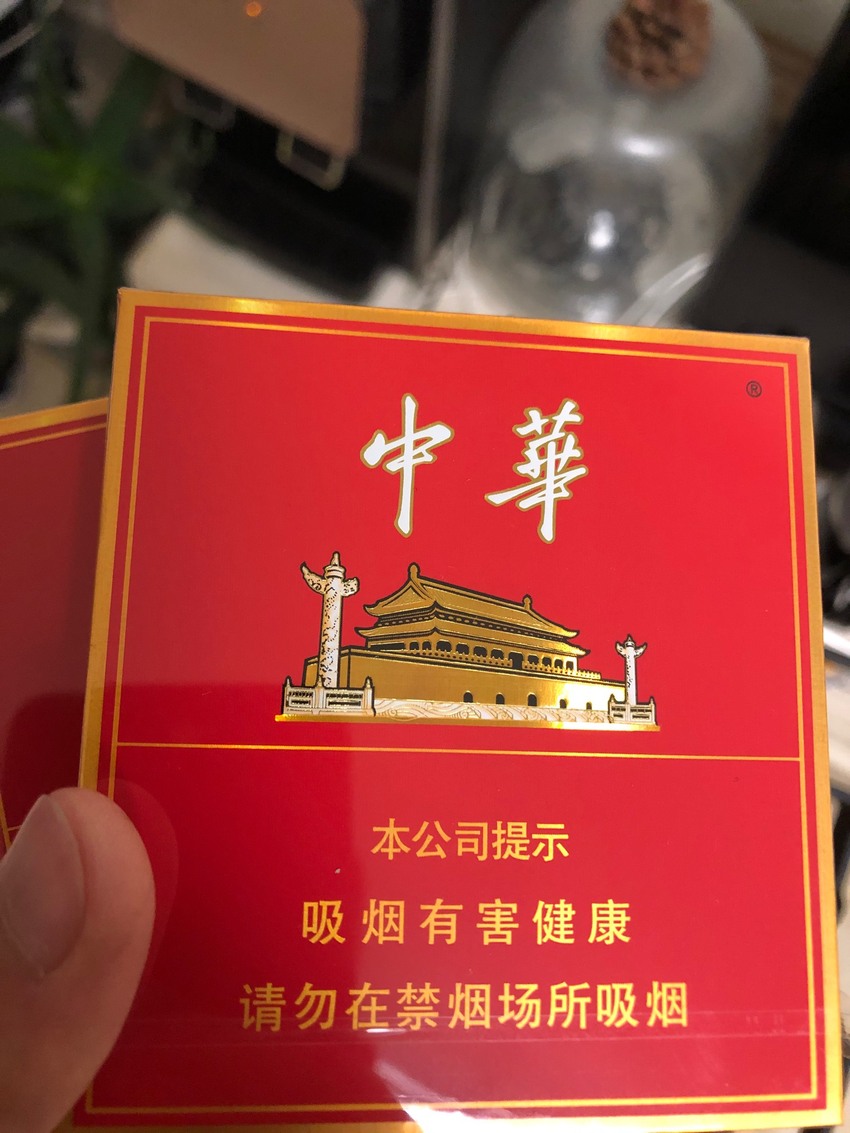 中華
®
本公司提示
吸烟有害健康
请勿在禁烟场所吸烟